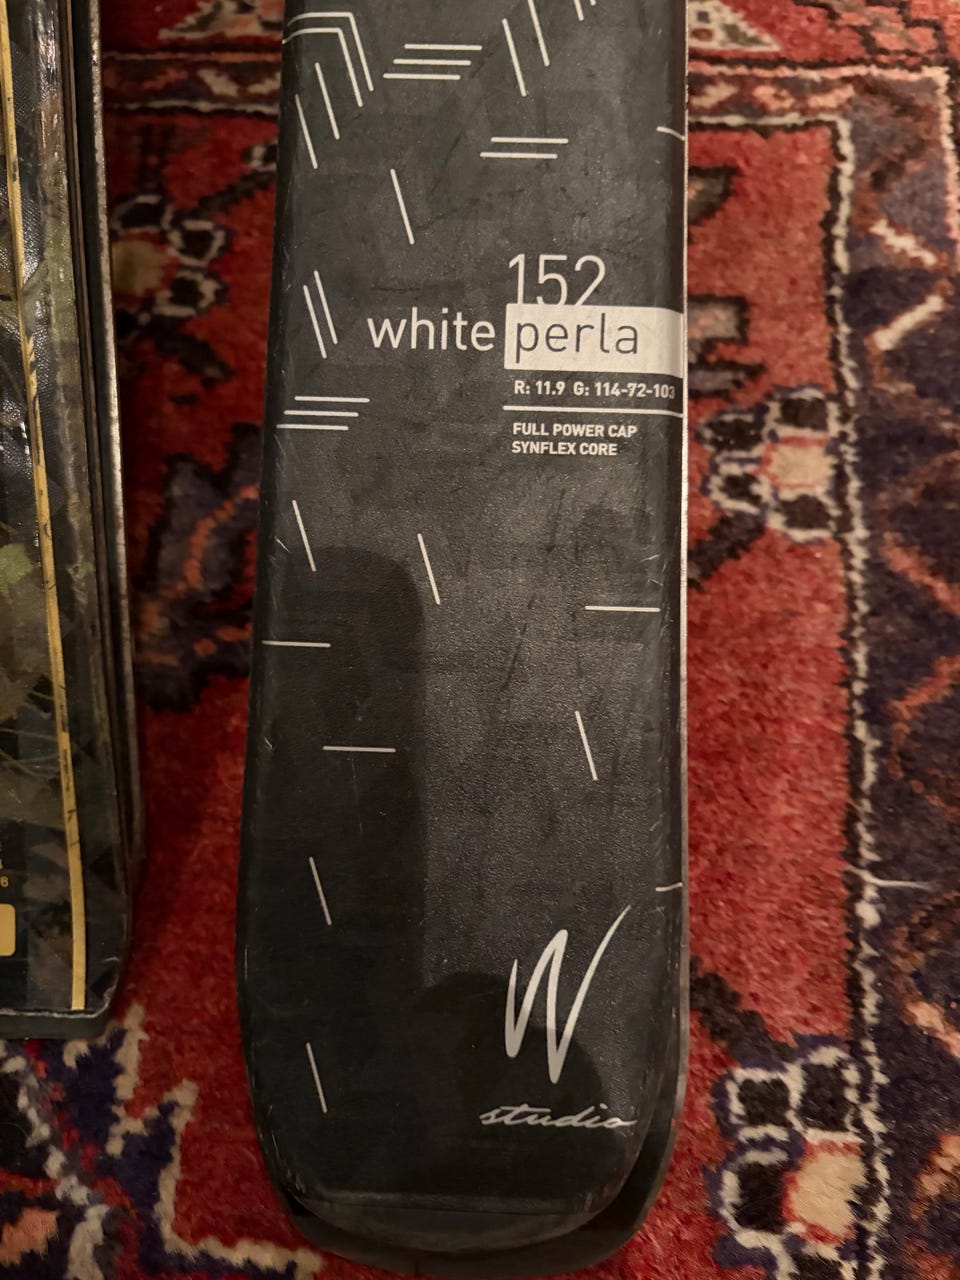 152
white perla
R: 11.9 G: 114-72-103
FULL POWER CAP
SYNFLEX CORE
W
studio